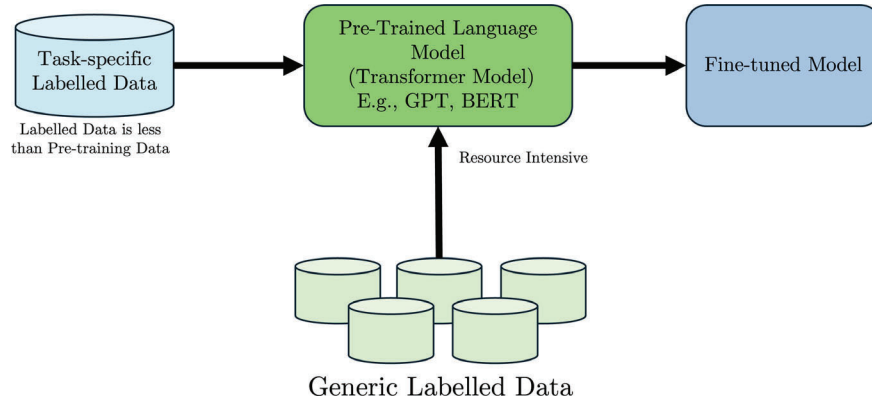 Task-specific
Labelled Data
Labelled Data is less
than Pre-training Data
Pre-Trained Language
Model
(Transformer Model)
E.g., GPT, BERT
Fine-tuned Model
Resource Intensive
Generic Labelled Data